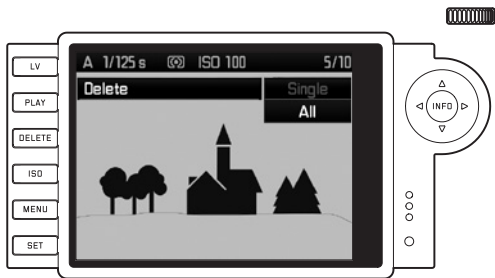 LV
PLAY
DELETE
ISO
MENU
SET
A 1/125 s ISO 100 5/10
Delete Single
All
INFO